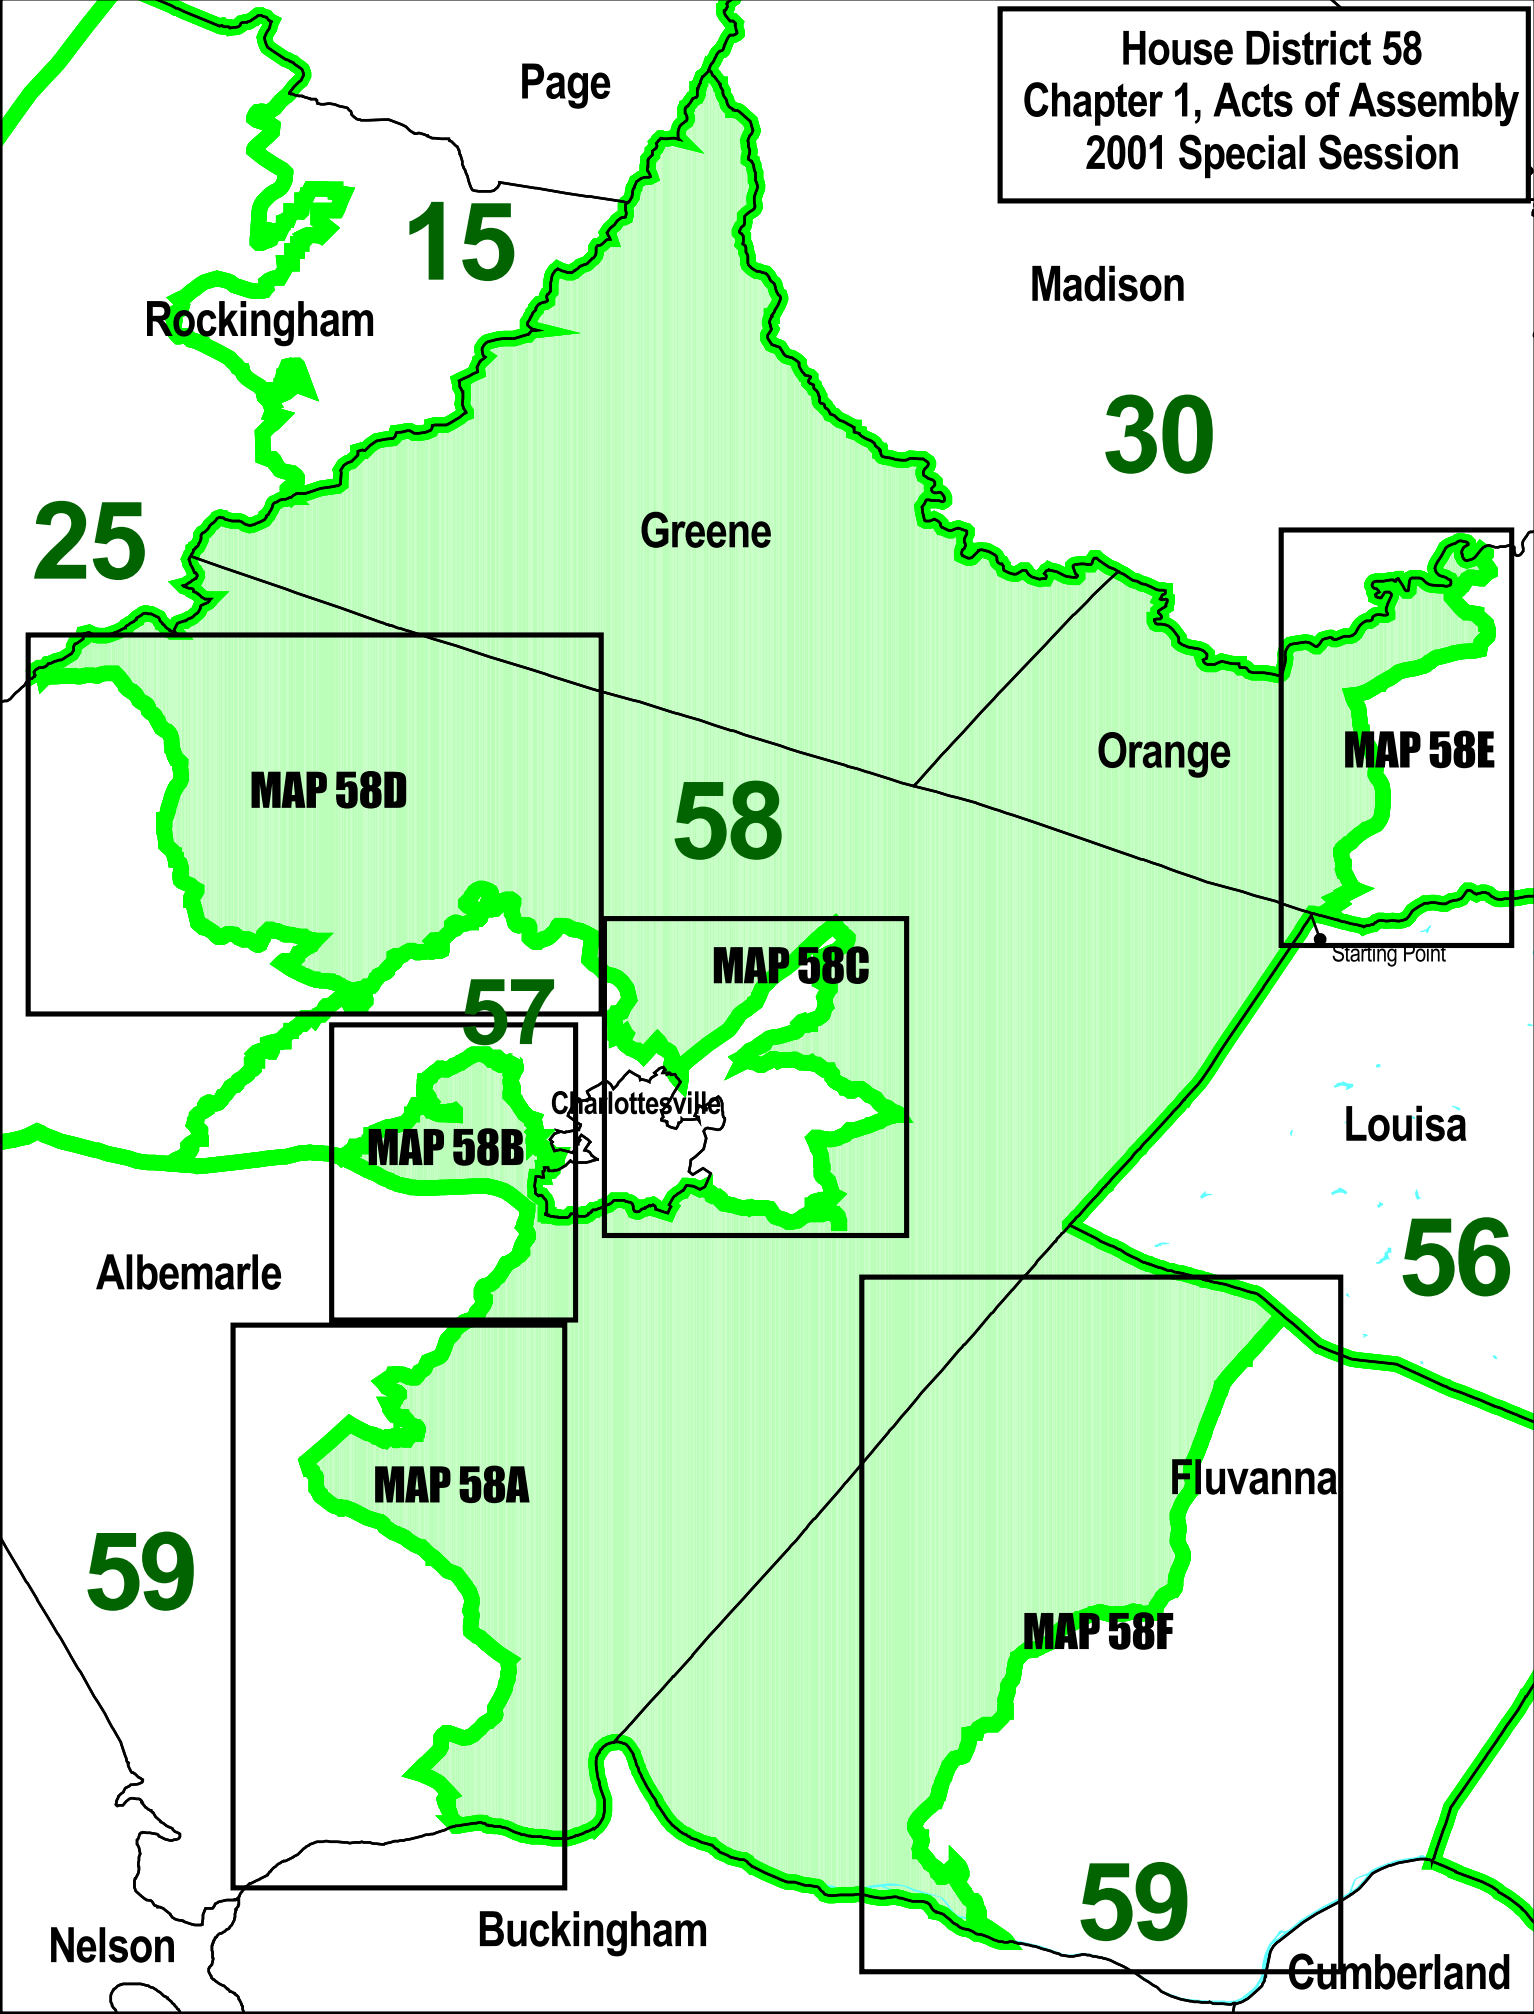 House District 58
Chapter 1, Acts of Assembly
2001 Special Session
Page
15
Madison
Rockingham
30
25
Greene
Orange
MAP 58E
MAP 58D
58
Starting Point
MAP 58C
57
Charlottesville
Louisa
MAP 58B
56
Albemarle
Fluvanna
MAP 58A
59
MAP 58F
59
Buckingham
Nelson
Cumberland